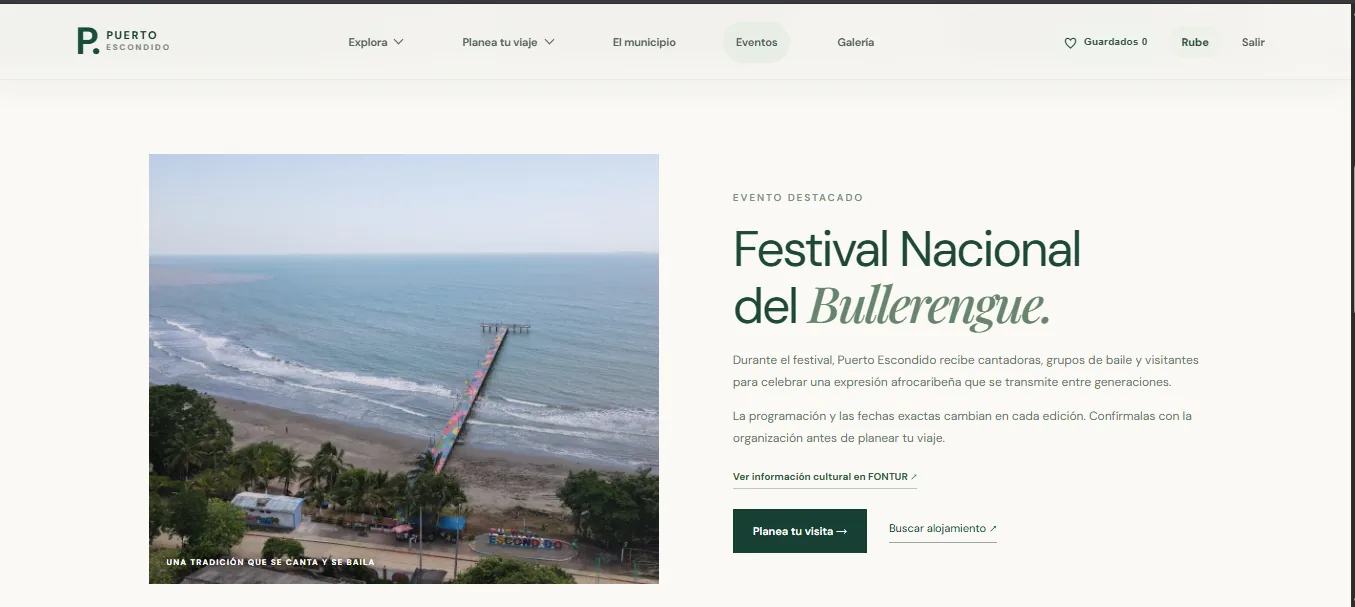 P. PUERTO
ESCONDIDO
Explora
Planea tu viaje
El municipio
Eventos
Galería
Guardados 0
Rube
Salir
ESCONDIDO
UNA TRADICIÓN QUE SE CANTA Y SE BAILA
EVENTO DESTACADO
Festival Nacional
del Bullerengue.
Durante el festival, Puerto Escondido recibe cantadoras, grupos de baile y visitantes
para celebrar una expresión afrocaribeña que se transmite entre generaciones.
La programación y las fechas exactas cambian en cada edición. Confírmalas con la
organización antes de planear tu viaje.
Ver información cultural en FONTUR ↗
Planea tu visita →
Buscar alojamiento ↗